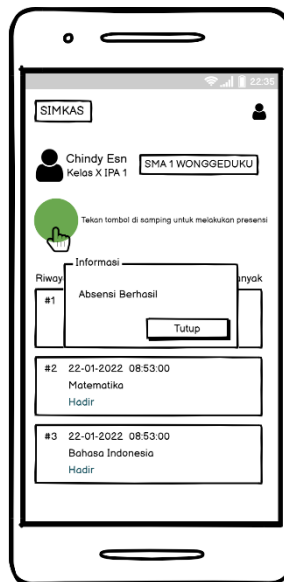 22:35
SIMKAS
Chindy Esn
Kelas X IPA 1
SMA 1 WONGGEDUKU
Tekan tombol di samping untuk melakukan presensi
Informasi
Riway
anyak
#1
Absensi Berhasil
Tutup
#2 22-01-2022 08:53:00
Matematika
Hadir
#3 22-01-2022 08:53:00
Bahasa Indonesia
Hadir